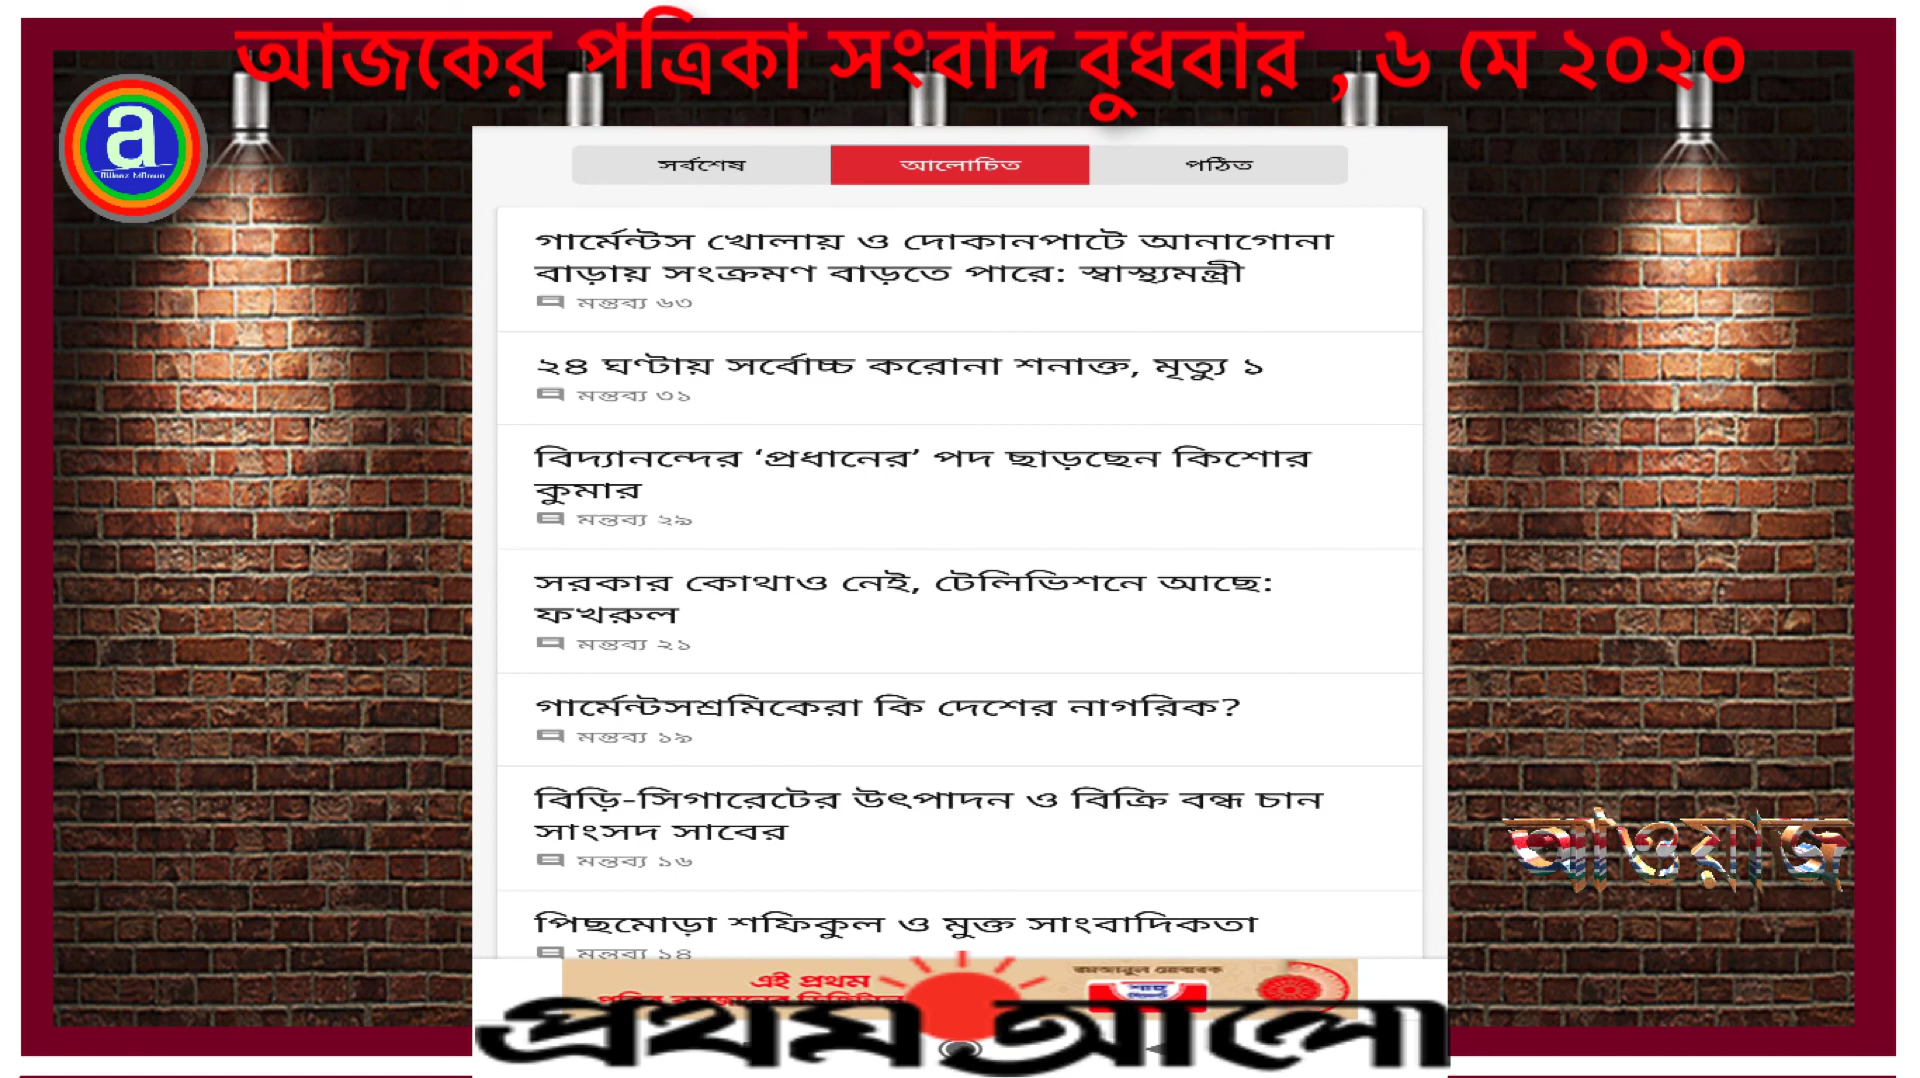 আজকের পত্রিকা সংবাদ বুধবার , ৬ মে ২০২০
a
সর্বশেষ
আলোচিত
পঠিত
গার্মেন্টস খোলায় ও দোকানপাটে আনাগোনা
বাড়ায় সংক্রমণ বাড়তে পারে: স্বাস্থ্যমন্ত্রী
মন্তব্য ৬৩
২৪ ঘণ্টায় সর্বোচ্চ করোনা শনাক্ত, মৃত্যু ১
মন্তব্য ৩১
বিদ্যানন্দের ‘প্রধানের’ পদ ছাড়ছেন কিশোর
কুমার
মন্তব্য ২৯
সরকার কোথাও নেই, টেলিভিশনে আছে:
ফখরুল
মন্তব্য ২১
গার্মেন্টসশ্রমিকেরা কি দেশের নাগরিক?
মন্তব্য ১৯
বিড়ি-সিগারেটের উৎপাদন ও বিক্রি বন্ধ চান
সাংসদ সাবের
মন্তব্য ১৬
আওয়াজ
পিছমোড়া শফিকুল ও মুক্ত সাংবাদিকতা
মন্তব্য ১৪
এই প্রথম
প্রথম আলো